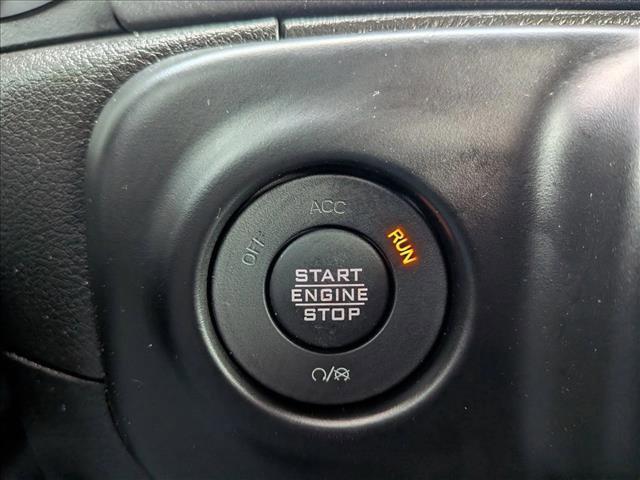 ACC
OFF
RUN
START
ENGINE
STOP